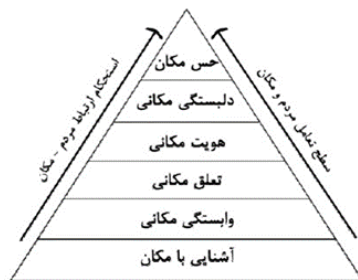 حس مکان
دلبستگی مکانی
هویت مکانی
تعلق مکانی
وابستگی مکانی
آشنایی با مکان
سطح تعامل مردم و مکان
استحکام ارتباط مردم - مکان